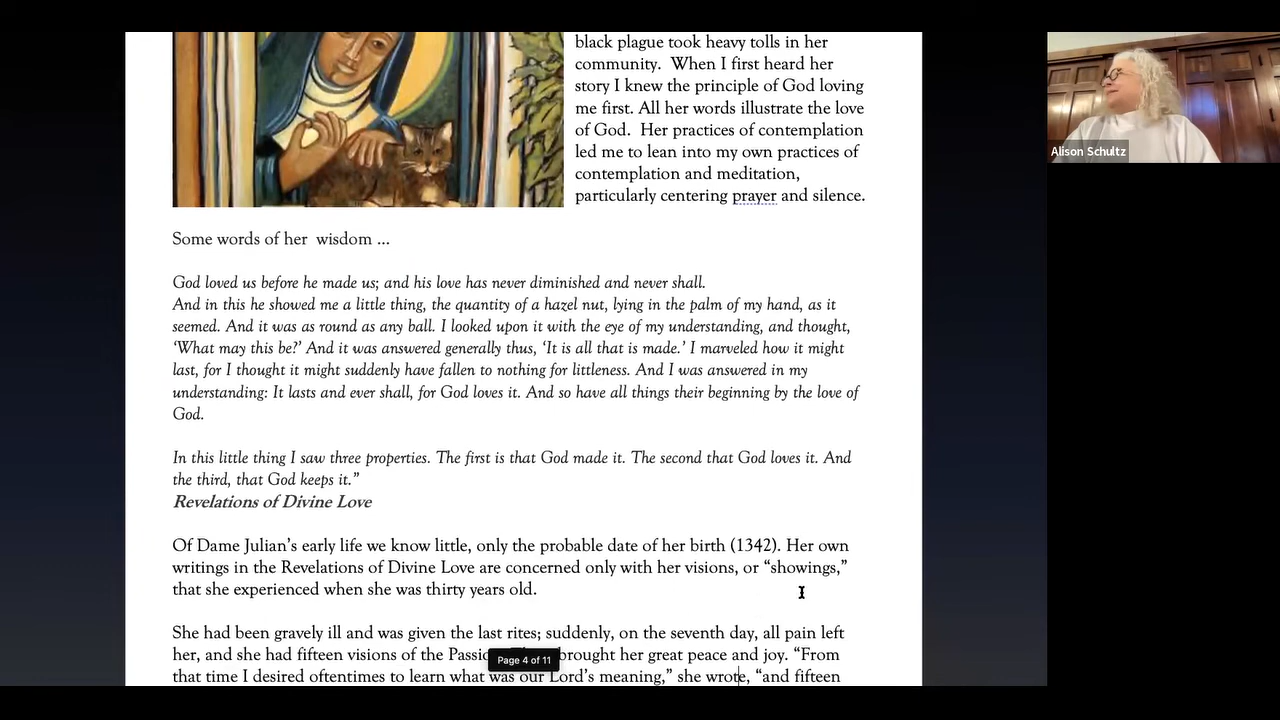 black plague took heavy tolls in her
community.  When I first heard her
story I knew the principle of God loving
me first. All her words illustrate the love
of God.  Her practices of contemplation
led me to lean into my own practices of
contemplation and meditation,
particularly centering prayer and silence.
Alison Schultz
Some words of her  wisdom ...
God loved us before he made us; and his love has never diminished and never shall.
And in this he showed me a little thing, the quantity of a hazel nut, lying in the palm of my hand, as it
seemed. And it was as round as any ball. I looked upon it with the eye of my understanding, and thought,
‘What may this be?’ And it was answered generally thus, ‘It is all that is made.’ I marveled how it might
last, for I thought it might suddenly have fallen to nothing for littleness. And I was answered in my
understanding: It lasts and ever shall, for God loves it. And so have all things their beginning by the love of
God.
In this little thing I saw three properties. The first is that God made it. The second that God loves it. And
the third, that God keeps it.”
Revelations of Divine Love
Of Dame Julian’s early life we know little, only the probable date of her birth (1342). Her own
writings in the Revelations of Divine Love are concerned only with her visions, or “showings,”
that she experienced when she was thirty years old.
She had been gravely ill and was given the last rites; suddenly, on the seventh day, all pain left
her, and she had fifteen visions of the brought her great peace and joy. “From
Page 4 of 11
that time I desired oftentimes to learn what was our Lord’s meaning,” she wrote, “and fifteen